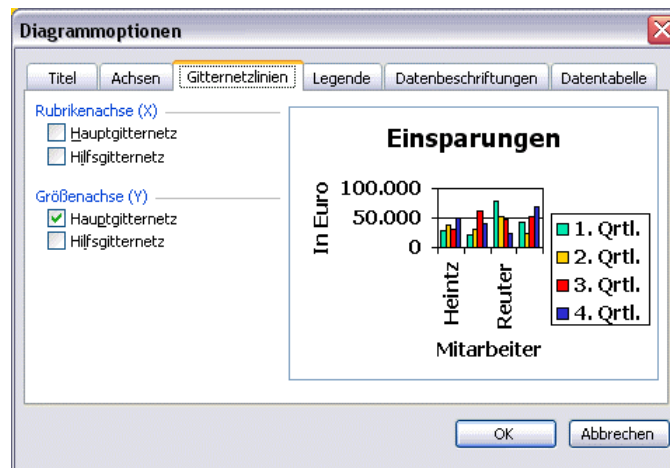 Diagrammoptionen
Titel Achsen Gitternetzlinien Legende Datenbeschriftungen Datentabelle
Rubrikenachse (X)
Hauptgitternetz
Hilfsgitternetz
Größenachse (Y)
Hauptgitternetz
Hilfsgitternetz
Einsparungen
In Euro
100.000
50.000
0
Heintz
Reuter
Mitarbeiter
1. Qrtl.
2. Qrtl.
3. Qrtl.
4. Qrtl.
OK Abbrechen